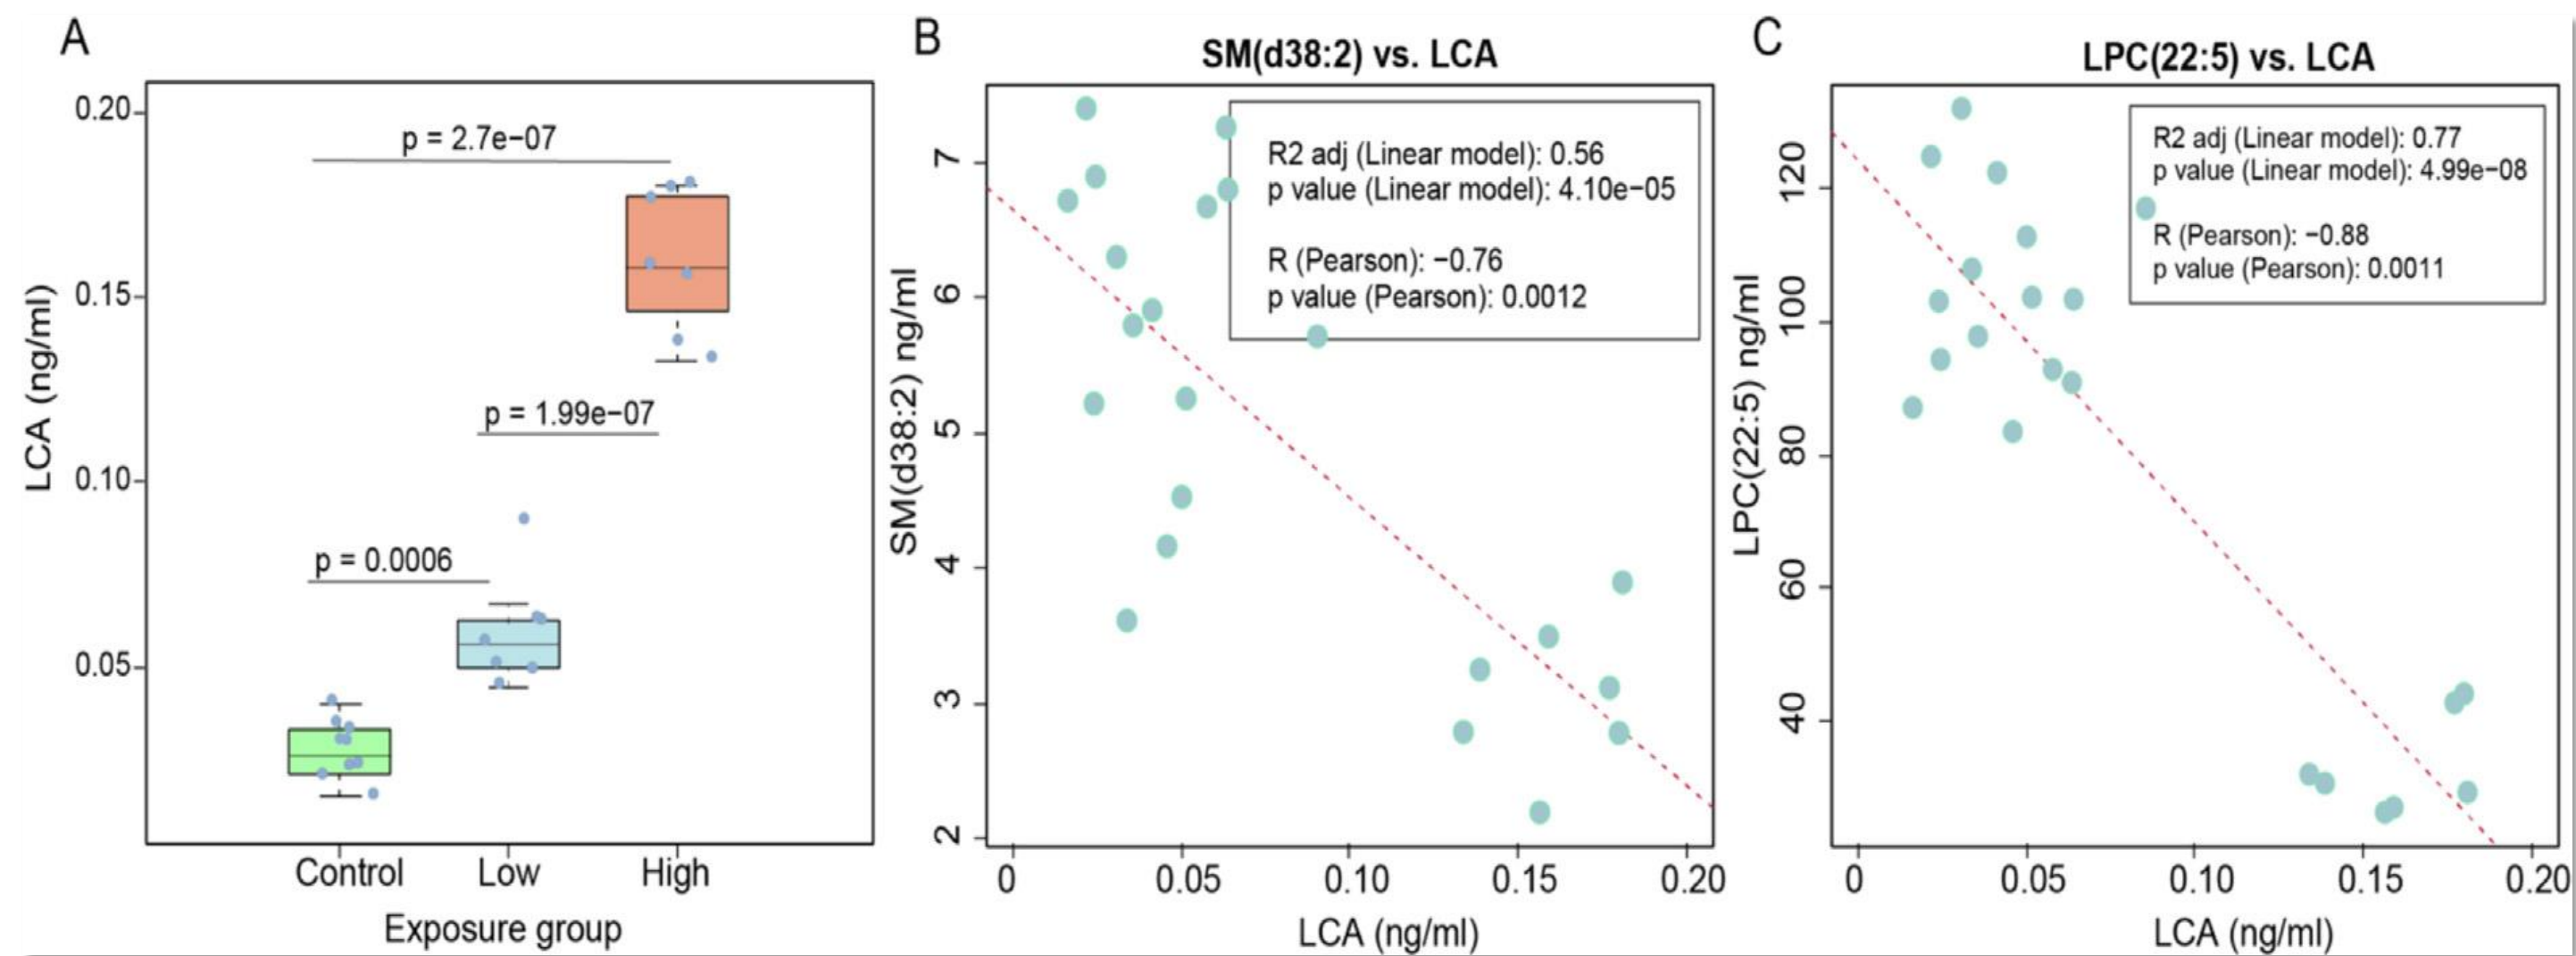 A
LCA (ng/ml)
0.20
0.15
0.10
0.05
p = 2.7e−07
p = 1.99e−07
p = 0.0006
Control Low High
Exposure group
B
SM(d38:2) vs. LCA
SM(d38:2) ng/ml
7
6
5
4
3
2
R2 adj (Linear model): 0.56
p value (Linear model): 4.10e−05
R (Pearson): −0.76
p value (Pearson): 0.0012
0 0.05 0.10 0.15 0.20
LCA (ng/ml)
C
LPC(22:5) vs. LCA
LPC(22:5) ng/ml
120
100
80
60
40
R2 adj (Linear model): 0.77
p value (Linear model): 4.99e−08
R (Pearson): −0.88
p value (Pearson): 0.0011
0 0.05 0.10 0.15 0.20
LCA (ng/ml)